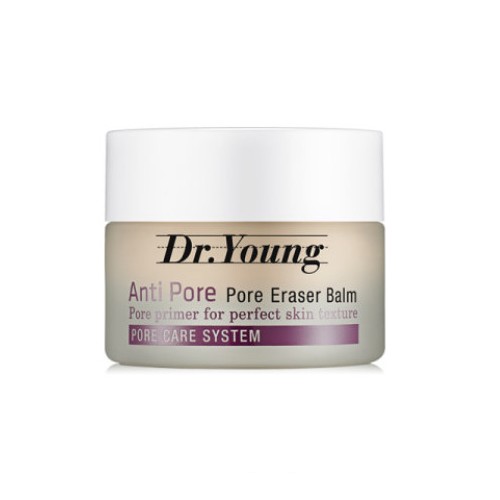 Dr.Young
Anti Pore Pore Eraser Balm
Pore primer for perfect skin texture
PORE CARE SYSTEM